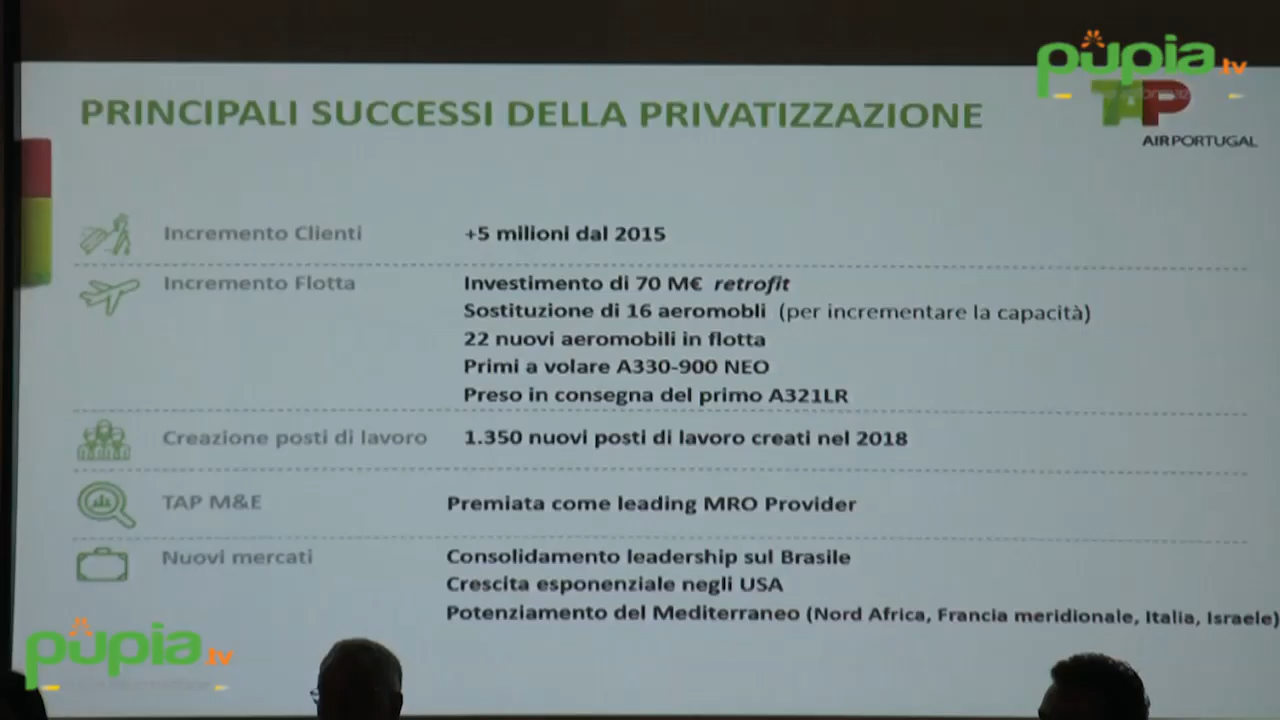 pupia.tv
TAP
AIRPORTUGAL
PRINCIPALI SUCCESSI DELLA PRIVATIZZAZIONE
Incremento Clienti +5 milioni dal 2015
Incremento Flotta Investimento di 70 M€ retrofit
Sostituzione di 16 aeromobli (per incrementare la capacità)
22 nuovi aeromobili in flotta
Primi a volare A330-900 NEO
Preso in consegna del primo A321LR
Creazione posti di lavoro 1.350 nuovi posti di lavoro creati nel 2018
TAP M&E Premiata come leading MRO Provider
Nuovi mercati Consolidamento leadership sul Brasile
Crescita esponenziale negli USA
Potenziamento del Mediterraneo (Nord Africa, Francia meridionale, Italia, Israele)
pupia.tv